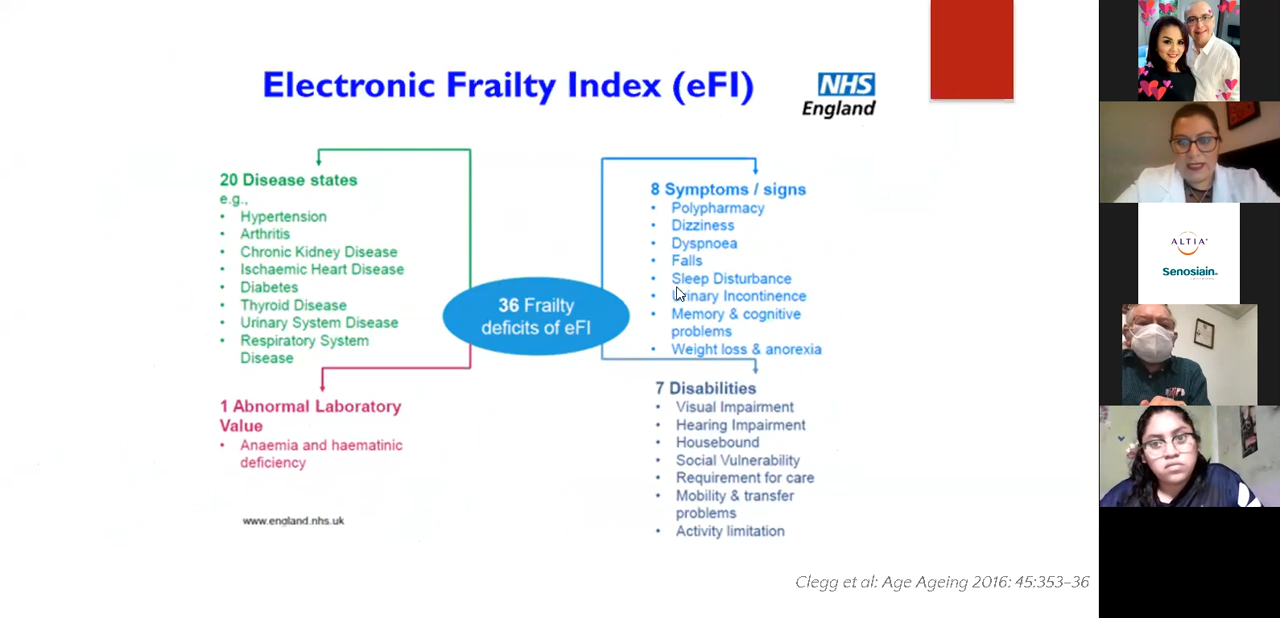 Electronic Frailty Index (eFI)
NHS
England
20 Disease states
e.g.,
• Hypertension
• Arthritis
• Chronic Kidney Disease
• Ischaemic Heart Disease
• Diabetes
• Thyroid Disease
• Urinary System Disease
• Respiratory System
Disease
1 Abnormal Laboratory
Value
• Anaemia and haematinic
deficiency
36 Frailty
deficits of eFI
8 Symptoms / signs
• Polypharmacy
• Dizziness
• Dyspnoea
• Falls
• Sleep Disturbance
• Urinary Incontinence
• Memory & cognitive
problems
• Weight loss & anorexia
7 Disabilities
• Visual Impairment
• Hearing Impairment
• Housebound
• Social Vulnerability
• Requirement for care
• Mobility & transfer
problems
• Activity limitation
www.england.nhs.uk
Clegg et al: Age Ageing 2016: 45:353–36
ALTIA
Senosiain